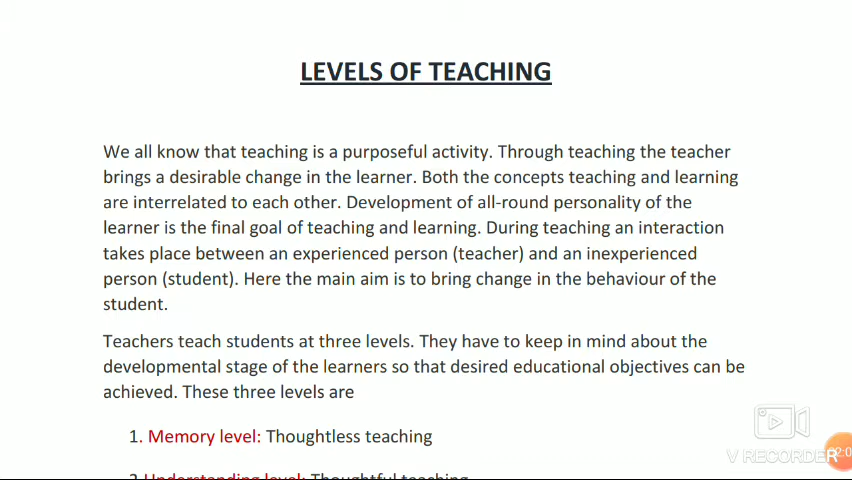 LEVELS OF TEACHING
We all know that teaching is a purposeful activity. Through teaching the teacher
brings a desirable change in the learner. Both the concepts teaching and learning
are interrelated to each other. Development of all-round personality of the
learner is the final goal of teaching and learning. During teaching an interaction
takes place between an experienced person (teacher) and an inexperienced
person (student). Here the main aim is to bring change in the behaviour of the
student.
Teachers teach students at three levels. They have to keep in mind about the
developmental stage of the learners so that desired educational objectives can be
achieved. These three levels are
1. Memory level: Thoughtless teaching
2 Understanding level: Thoughtful teaching
V RECORDER